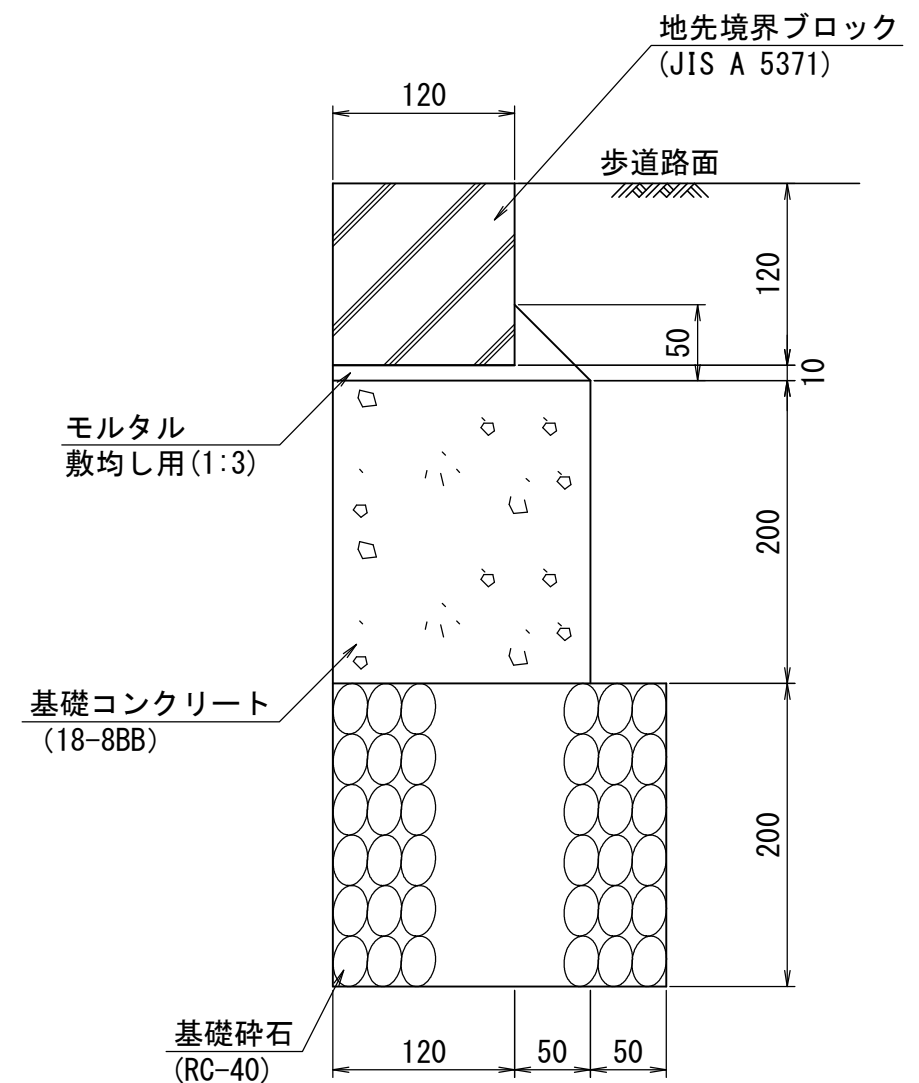 地先境界ブロック
(JIS A 5371)
120
歩道路面
120
50
10
モルタル
敷均し用(1:3)
200
基礎コンクリート
(18-8BB)
200
基礎砕石
(RC-40)
120
50
50